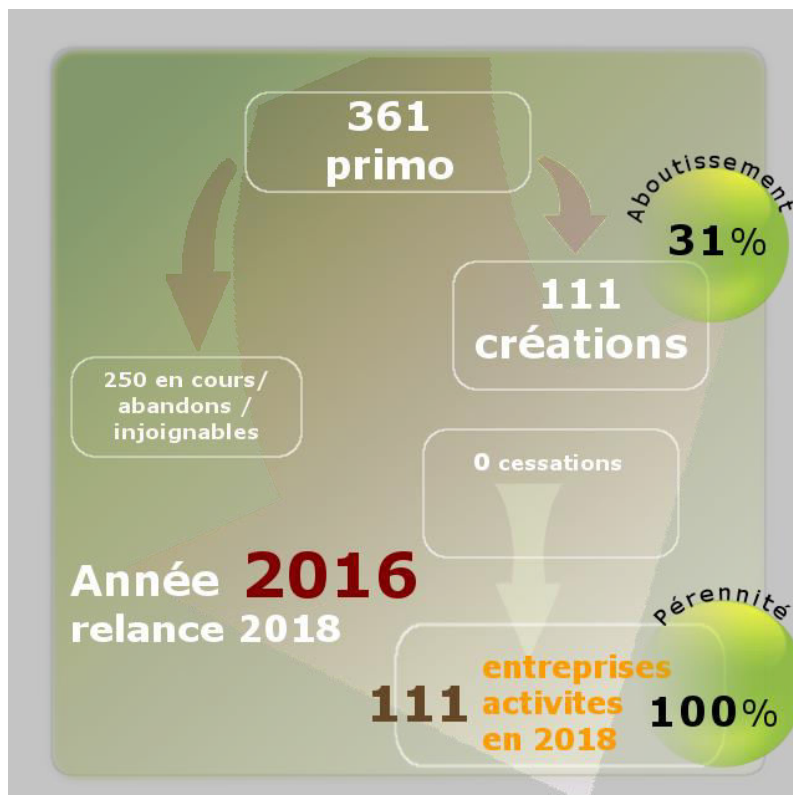 361
primo
Aboutissement
31%
111
créations
250 en cours/
abandons /
injoignables
0 cessations
Année 2016
relance 2018
Pérennité
111
entreprises
activites
en 2018
100%